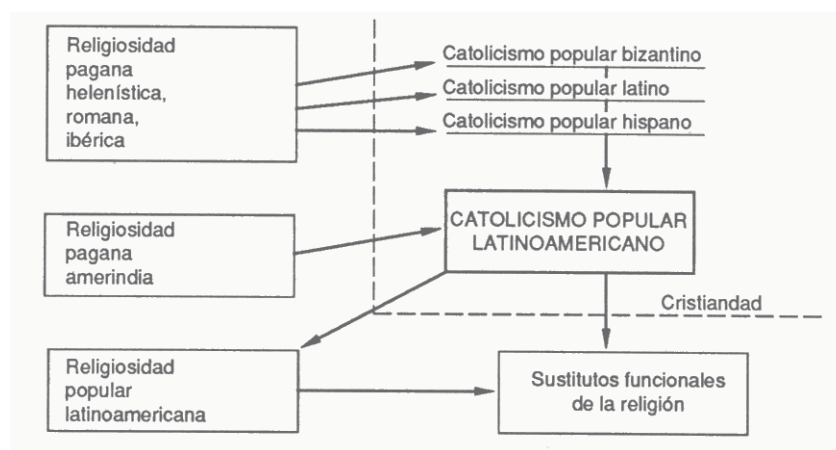 Religiosidad
pagana
helenística,
romana,
ibérica
Catolicismo popular bizantino
Catolicismo popular latino
Catolicismo popular hispano
Religiosidad
pagana
amerindia
CATOLICISMO POPULAR
LATINOAMERICANO
Cristiandad
Religiosidad
popular
latinoamericana
Sustitutos funcionales
de la religión